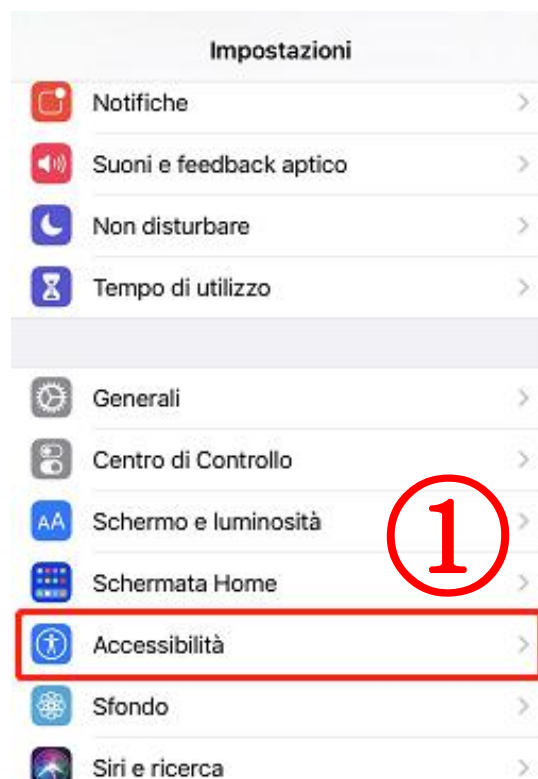 Impostazioni
Notifiche
Suoni e feedback aptico
Non disturbare
Tempo di utilizzo
Generali
Centro di Controllo
AA Schermo e luminosità
①
Schermata Home
Accessibilità
Sfondo
Siri e ricerca